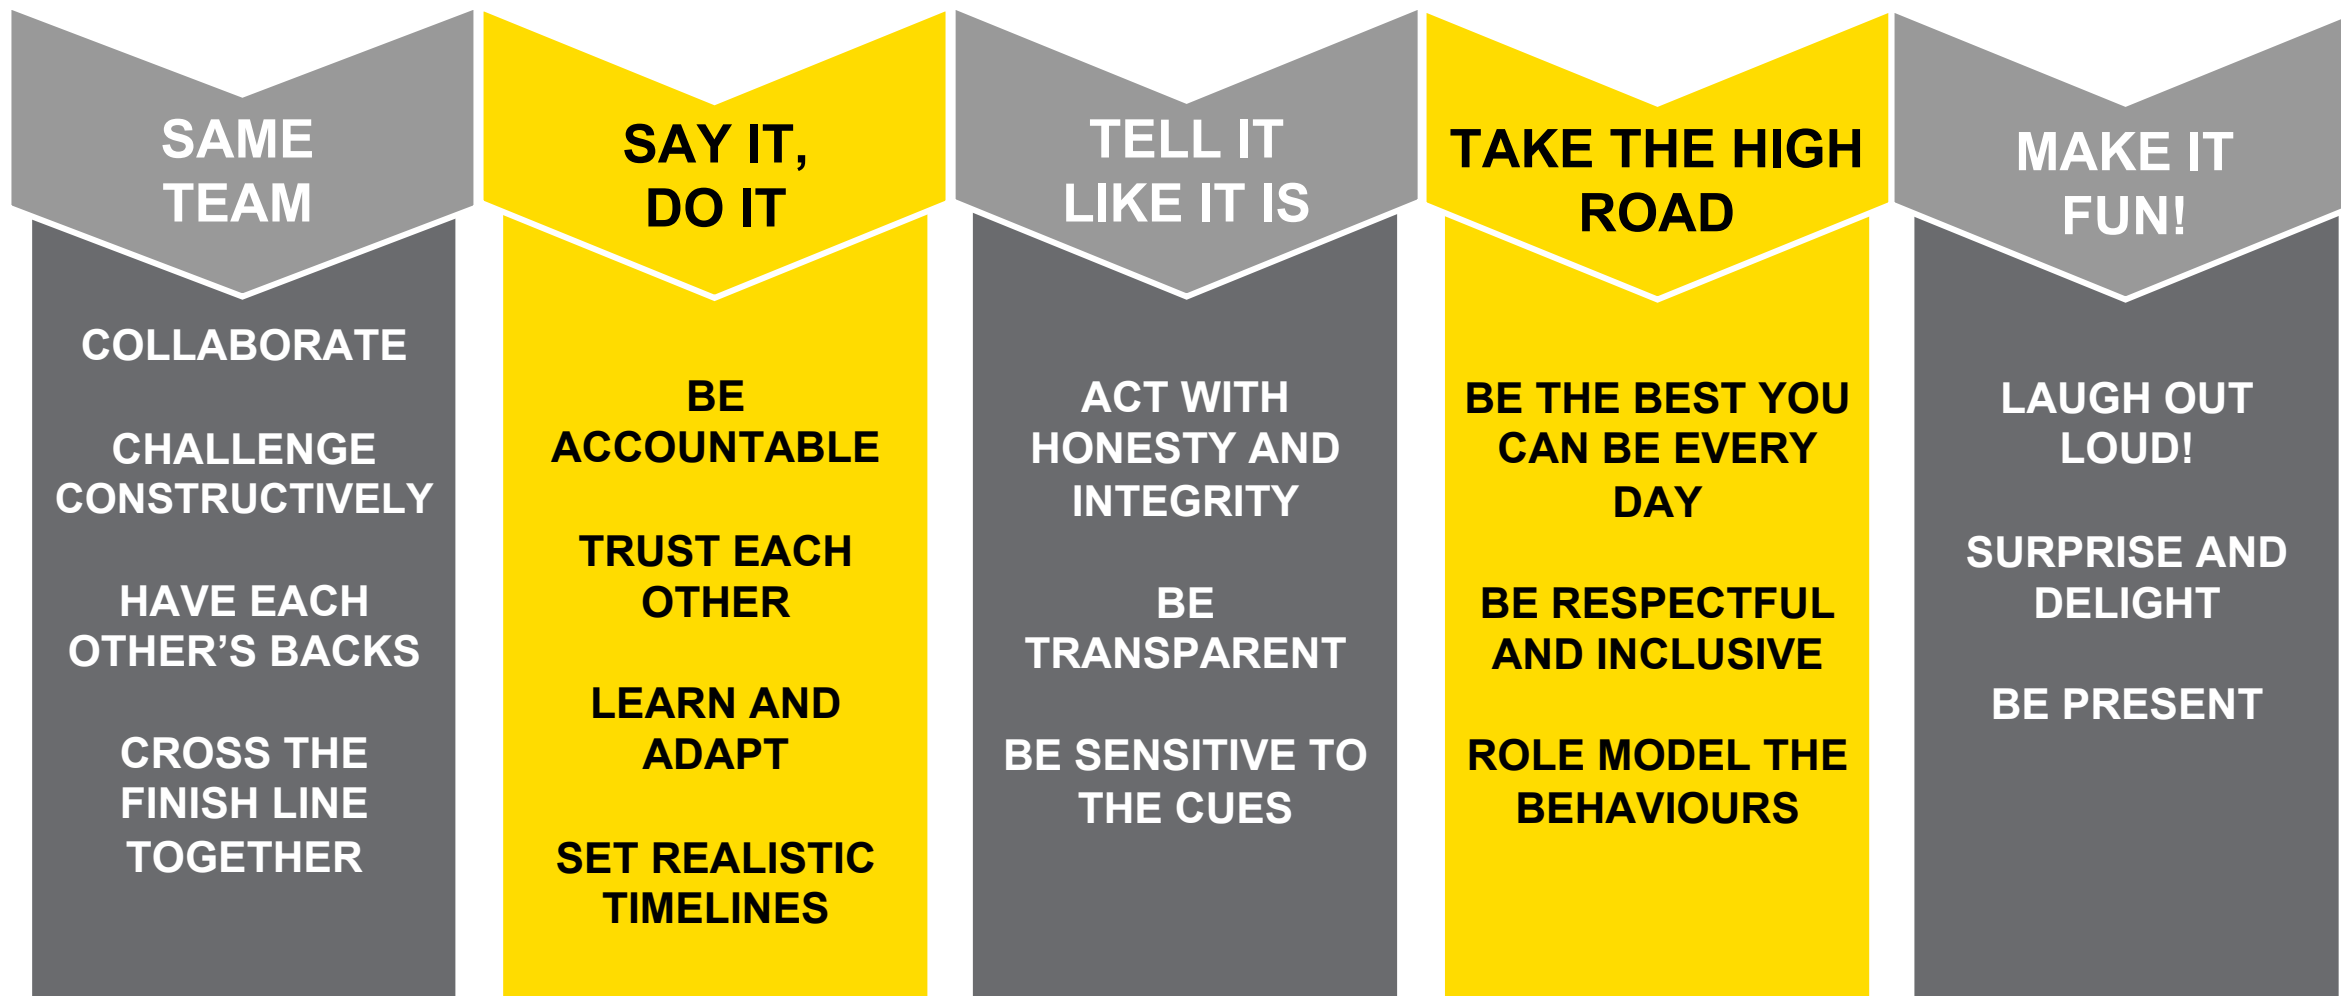 SAME
TEAM
COLLABORATE
CHALLENGE
CONSTRUCTIVELY
HAVE EACH
OTHER’S BACKS
CROSS THE
FINISH LINE
TOGETHER
SAY IT,
DO IT
BE
ACCOUNTABLE
TRUST EACH
OTHER
LEARN AND
ADAPT
SET REALISTIC
TIMELINES
TELL IT
LIKE IT IS
ACT WITH
HONESTY AND
INTEGRITY
BE
TRANSPARENT
BE SENSITIVE TO
THE CUES
TAKE THE HIGH
ROAD
BE THE BEST YOU
CAN BE EVERY
DAY
BE RESPECTFUL
AND INCLUSIVE
ROLE MODEL THE
BEHAVIOURS
MAKE IT
FUN!
LAUGH OUT
LOUD!
SURPRISE AND
DELIGHT
BE PRESENT